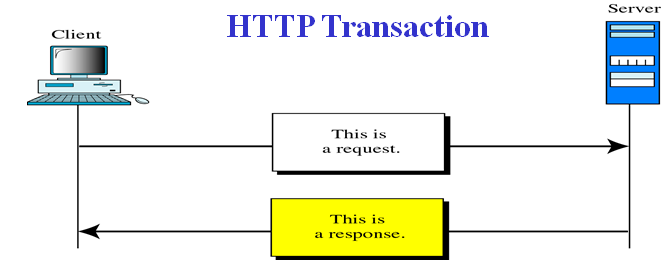 HTTP Transaction
Client
Server
This is
a request.
This is
a response.